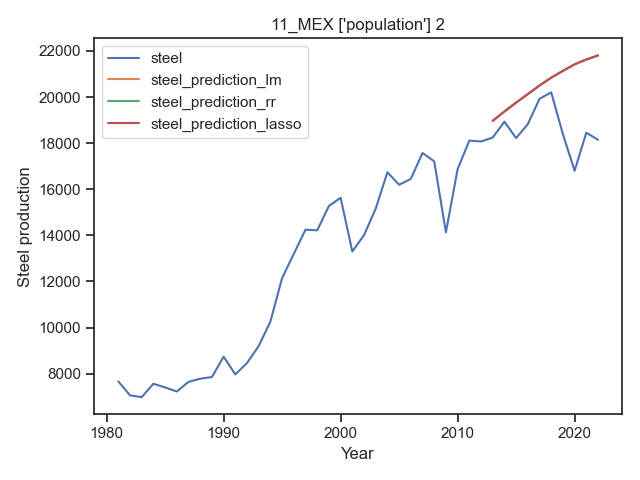 11_MEX ['population'] 2
steel
steel_prediction_lm
steel_prediction_rr
steel_prediction_lasso
Steel production
22000
20000
18000
16000
14000
12000
10000
8000
1980
1990
2000
2010
2020
Year